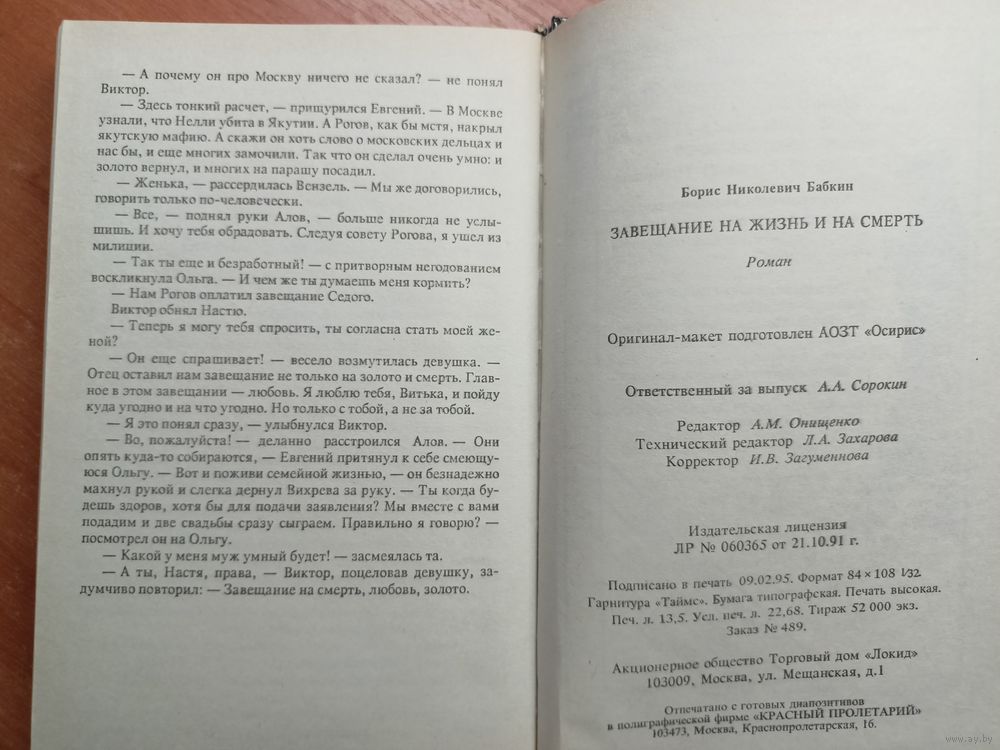 — А почему он про Москву ничего не сказал? — не понял
Виктор.
— Здесь тонкий расчет, — прищурился Евгений. — В Москве
узнали, что Нелли убита в Якутии. А Рогов, как бы мстя, накрыл
якутскую мафию. А скажи он хоть слово о московских дельцах и
нас бы, и еще многих замочили. Так что он сделал очень умно: и
золото вернул, и многих на парашу посадил.
— Женька, — рассердилась Вензель. — Мы же договорились,
говорить только по-человечески.
— Все, — поднял руки Алов, — больше никогда не услы-
шишь. И хочу тебя обрадовать. Следуя совету Рогова, я ушел из
милиции.
— Так ты еще и безработный! — с притворным негодованием
воскликнула Ольга. — И чем же ты думаешь меня кормить?
— Нам Рогов оплатил завещание Седого.
Виктор обнял Настю.
— Теперь я могу тебя спросить, ты согласна стать моей же-
ной?
— Он еще спрашивает! — весело возмутилась девушка. —
Отец оставил нам завещание не только на золото и смерть. Глав-
ное в этом завещании — любовь. Я люблю тебя, Витька, и пойду
куда угодно и на что угодно. Но только с тобой, а не за тобой.
— Я это понял сразу, — улыбнулся Виктор.
— Во, пожалуйста! — деланно расстроился Алов. — Они
опять куда-то собираются, — Евгений притянул к себе смеющу-
юся Ольгу. — Вот и поживи семейной жизнью, — он безнадежно
махнул рукой и слегка дернул Вихрева за руку. — Ты когда бу-
дешь здоров, хотя бы для подачи заявления? Мы вместе с вами
подадим и две свадьбы сразу сыграем. Правильно я говорю? —
посмотрел он на Ольгу.
— Какой у меня муж умный будет! — засмеялась та.
— А ты, Настя, права, — Виктор, поцеловав девушку, за-
думчиво повторил: — Завещание на смерть, любовь, золото.
Борис Николевич Бабкин
ЗАВЕЩАНИЕ НА ЖИЗНЬ И НА СМЕРТЬ
Роман
Оригинал-макет подготовлен АОЗТ «Осирис»
Ответственный за выпуск А.А. Сорокин
Редактор А.М. Онищенко
Технический редактор Л.А. Захарова
Корректор И.В. Загуменнова
Издательская лицензия
ЛР № 060365 от 21.10.91 г.
Подписано в печать 09.02.95. Формат 84 × 108 1/32.
Гарнитура «Таймс». Бумага типографская. Печать высокая.
Печ. л. 13,5. Усл. печ. л. 22,68. Тираж 52 000 экз.
Заказ № 489.
Акционерное общество Торговый дом «Локид»
103009, Москва, ул. Мещанская, д.1
Отпечатано с готовых диапозитивов
в полиграфической фирме «КРАСНЫЙ ПРОЛЕТАРИЙ»
103473, Москва, Краснопролетарская, 16.
www.ay.by